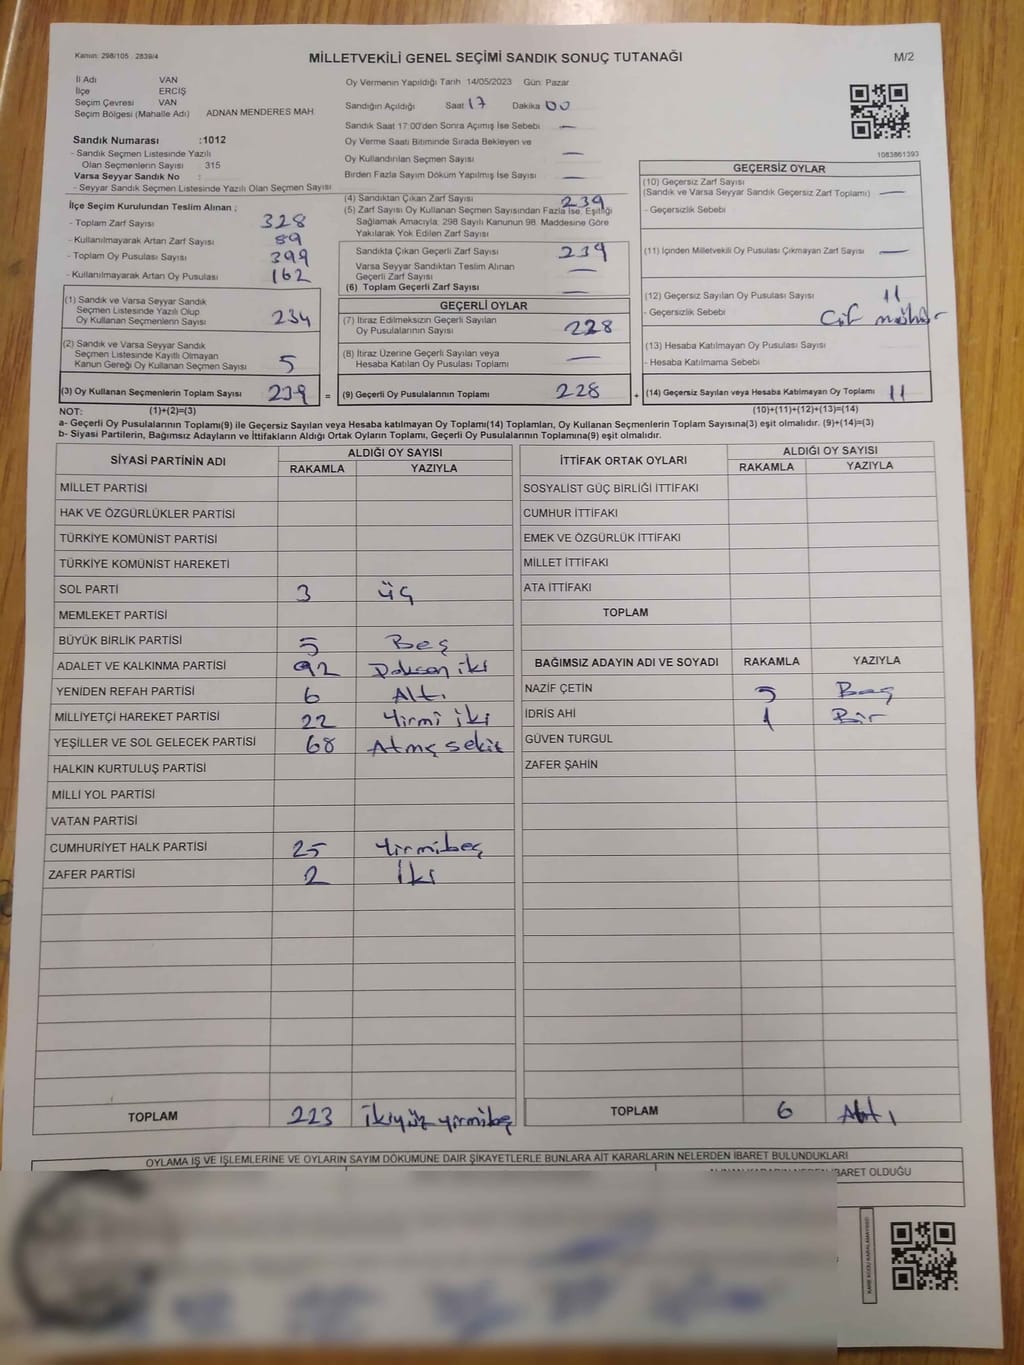 Kanun: 298/105 2839/4
MİLLETVEKİLİ GENEL SEÇİMİ SANDIK SONUÇ TUTANAĞI
M/2
İl Adı VAN
İlçe ERCİŞ
Seçim Çevresi VAN
Seçim Bölgesi (Mahalle Adı) ADNAN MENDERES MAH
Sandık Numarası :1012
- Sandık Seçmen Listesinde Yazılı
Olan Seçmenlerin Sayısı 315
Varsa Seyyar Sandık No :
- Seyyar Sandık Seçmen Listesinde Yazılı Olan Seçmen Sayısı
Oy Vermenin Yapıldığı Tarih 14/05/2023 Gün: Pazar
Sandığın Açıldığı Saat 17 Dakika 00
Sandık Saat 17:00'den Sonra Açımış İse Sebebi —
Oy Verme Saati Bitiminde Sırada Bekleyen ve
Oy Kullandırılan Seçmen Sayısı —
Birden Fazla Sayım Döküm Yapılmış İse Sayısı —
1083861393
İlçe Seçim Kurulundan Teslim Alınan ;
- Toplam Zarf Sayısı 328
- Kullanılmayarak Artan Zarf Sayısı 89
- Toplam Oy Pusulası Sayısı 399
- Kullanılmayarak Artan Oy Pusulası 162
(1) Sandık ve Varsa Seyyar Sandık
Seçmen Listesinde Yazılı Olup
Oy Kullanan Seçmenlerin Sayısı 234
(2) Sandık ve Varsa Seyyar Sandık
Seçmen Listesinde Kayıtlı Olmayan
Kanun Gereği Oy Kullanan Seçmen Sayısı 5
(3) Oy Kullanan Seçmenlerin Toplam Sayısı 239 =
(4) Sandıktan Çıkan Zarf Sayısı 239
(5) Zarf Sayısı Oy Kullanan Seçmen Sayısından Fazla İse, Eşitliği
Sağlamak Amacıyla, 298 Sayılı Kanunun 98. Maddesine Göre
Yakılarak Yok Edilen Zarf Sayısı
Sandıkta Çıkan Geçerli Zarf Sayısı 239
Varsa Seyyar Sandıktan Teslim Alınan
Geçerli Zarf Sayısı —
(6) Toplam Geçerli Zarf Sayısı —
GEÇERLİ OYLAR
(7) İtiraz Edilmeksizin Geçerli Sayılan
Oy Pusulalarının Sayısı 228
(8) İtiraz Üzerine Geçerli Sayılan veya
Hesaba Katılan Oy Pusulası Toplamı —
(9) Geçerli Oy Pusulalarının Toplamı 228 +
GEÇERSİZ OYLAR
(10) Geçersiz Zarf Sayısı
(Sandık ve Varsa Seyyar Sandık Geçersiz Zarf Toplamı) —
- Geçersizlik Sebebi
(11) İçinden Milletvekili Oy Pusulası Çıkmayan Zarf Sayısı —
(12) Geçersiz Sayılan Oy Pusulası Sayısı 11
- Geçersizlik Sebebi
(13) Hesaba Katılmayan Oy Pusulası Sayısı
- Hesaba Katılmama Sebebi
(14) Geçersiz Sayılan veya Hesaba Katılmayan Oy Toplamı 11
NOT: (1)+(2)=(3) (10)+(11)+(12)+(13)=(14)
a- Geçerli Oy Pusulalarının Toplamı(9) ile Geçersiz Sayılan veya Hesaba katılmayan Oy Toplamı(14) Toplamları, Oy Kullanan Seçmenlerin Toplam Sayısına(3) eşit olmalıdır. (9)+(14)=(3)
b- Siyasi Partilerin, Bağımsız Adayların ve İttifakların Aldığı Ortak Oyların Toplamı, Geçerli Oy Pusulalarının Toplamına(9) eşit olmalıdır.
SİYASİ PARTİNİN ADI ALDIĞI OY SAYISI
RAKAMLA YAZIYLA
MİLLET PARTİSİ
HAK VE ÖZGÜRLÜKLER PARTİSİ
TÜRKİYE KOMÜNİST PARTİSİ
TÜRKİYE KOMÜNİST HAREKETİ
SOL PARTİ 3 üç
MEMLEKET PARTİSİ
BÜYÜK BİRLİK PARTİSİ 5 Beş
ADALET VE KALKINMA PARTİSİ 92 Doksan iki
YENİDEN REFAH PARTİSİ 6 Altı
MİLLİYETÇİ HAREKET PARTİSİ 22 Yirmi iki
YEŞİLLER VE SOL GELECEK PARTİSİ 68 Atmış sekiz
HALKIN KURTULUŞ PARTİSİ
MİLLİ YOL PARTİSİ
VATAN PARTİSİ
CUMHURİYET HALK PARTİSİ 25 Yirmibeş
ZAFER PARTİSİ 2 İki
TOPLAM 223 ikiyüz yirmibeş
İTTİFAK ORTAK OYLARI ALDIĞI OY SAYISI
RAKAMLA YAZIYLA
SOSYALİST GÜÇ BİRLİĞİ İTTİFAKI
CUMHUR İTTİFAKI
EMEK VE ÖZGÜRLÜK İTTİFAKI
MİLLET İTTİFAKI
ATA İTTİFAKI
TOPLAM
BAĞIMSIZ ADAYIN ADI VE SOYADI RAKAMLA YAZIYLA
NAZİF ÇETİN 5 Beş
İDRİS AHİ 1 Bir
GÜVEN TURGUL
ZAFER ŞAHİN
TOPLAM 6 Altı
OYLAMA İŞ VE İŞLEMLERİNE VE OYLARIN SAYIM DÖKÜMÜNE DAİR ŞİKAYETLERLE BUNLARA AİT KARARLARIN NELERDEN İBARET BULUNDUKLARI
ALINAN KARARIN NEDEN İBARET OLDUĞU